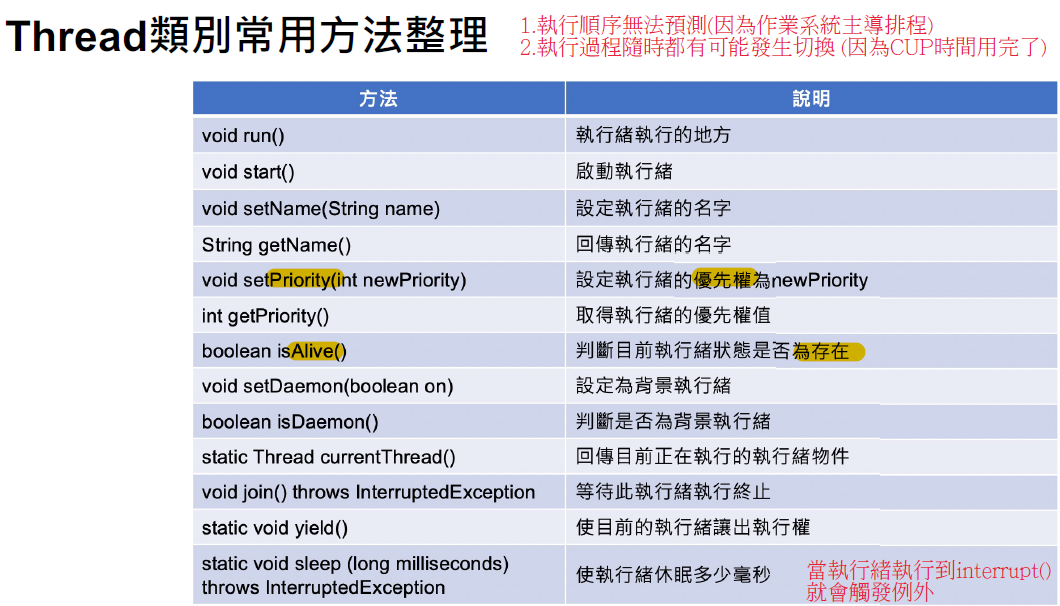 Thread類別常用方法整理
1.執行順序無法預測(因為作業系統主導排程)
2.執行過程隨時都有可能發生切換 (因為CUP時間用完了)
方法 說明
void run() 執行緒執行的地方
void start() 啟動執行緒
void setName(String name) 設定執行緒的名字
String getName() 回傳執行緒的名字
void setPriority(int newPriority) 設定執行緒的優先權為newPriority
int getPriority() 取得執行緒的優先權值
boolean isAlive() 判斷目前執行緒狀態是否為存在
void setDaemon(boolean on) 設定為背景執行緒
boolean isDaemon() 判斷是否為背景執行緒
static Thread currentThread() 回傳目前正在執行的執行緒物件
void join() throws InterruptedException 等待此執行緒執行終止
static void yield() 使目前的執行緒讓出執行權
static void sleep (long milliseconds)
throws InterruptedException
使執行緒休眠多少毫秒
當執行緒執行到interrupt()
就會觸發例外